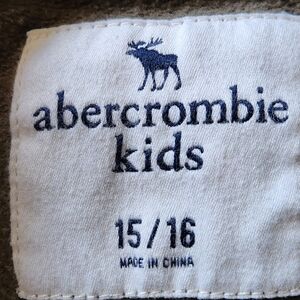 abercrombie
kids
15/16
MADE IN CHINA